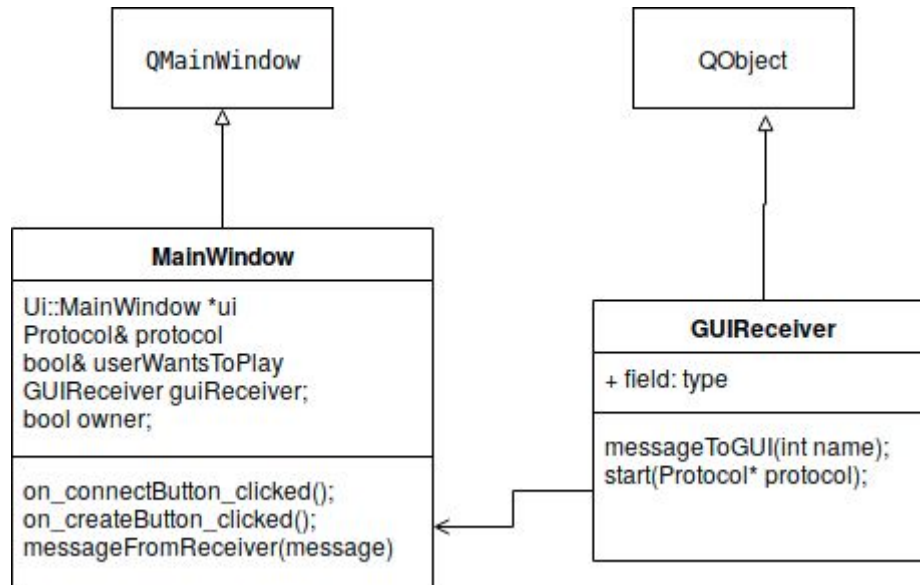 QMainWindow
QObject
MainWindow
Ui::MainWindow *ui
Protocol& protocol
bool& userWantsToPlay
GUIReceiver guiReceiver;
bool owner;
on_connectButton_clicked();
on_createButton_clicked();
messageFromReceiver(message)
GUIReceiver
+ field: type
messageToGUI(int name);
start(Protocol* protocol);